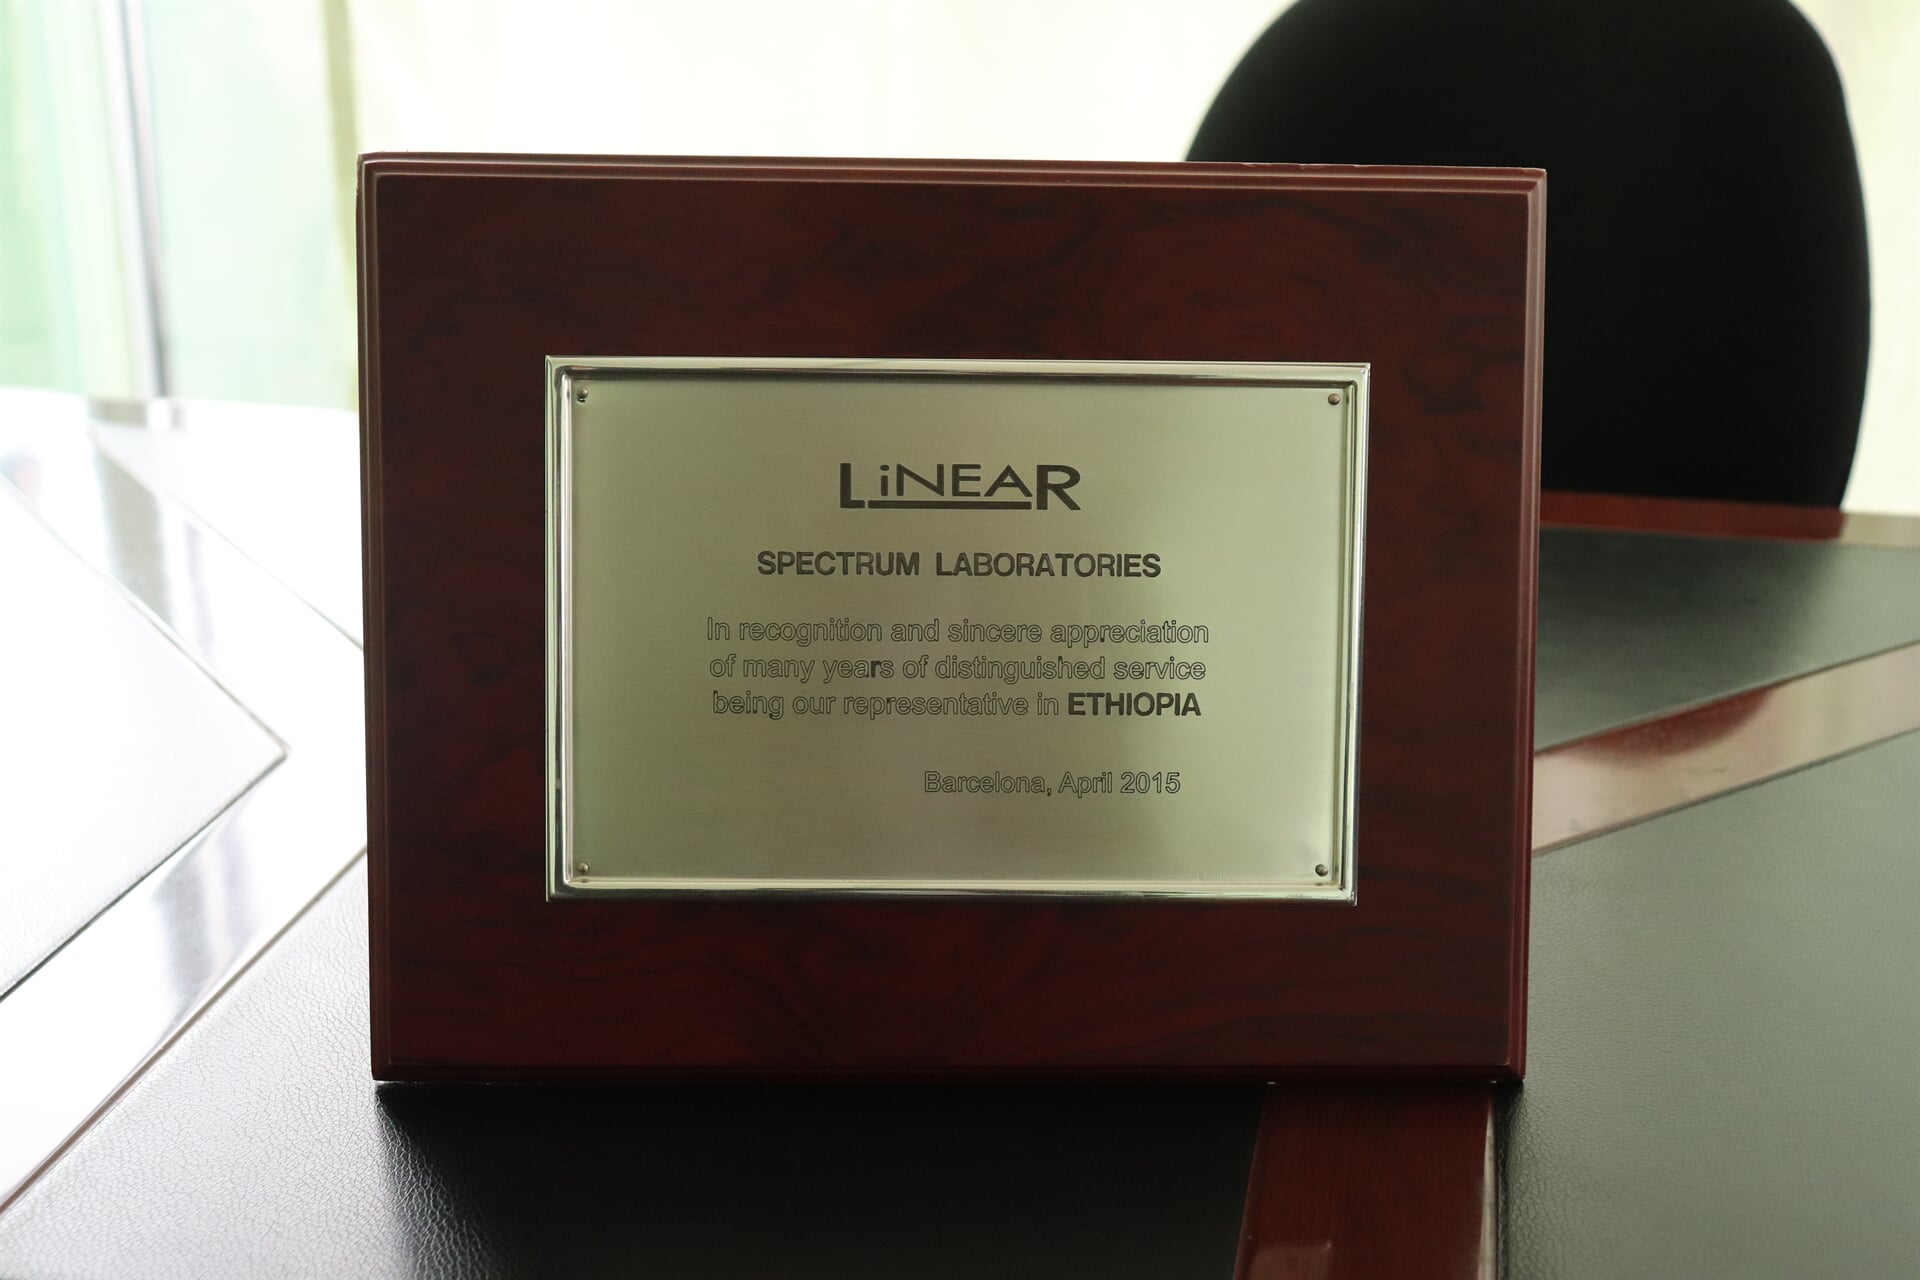 LiNEAR
SPECTRUM LABORATORIES
In recognition and sincere appreciation
of many years of distinguished service
being our representative in ETHIOPIA
Barcelona, April 2015